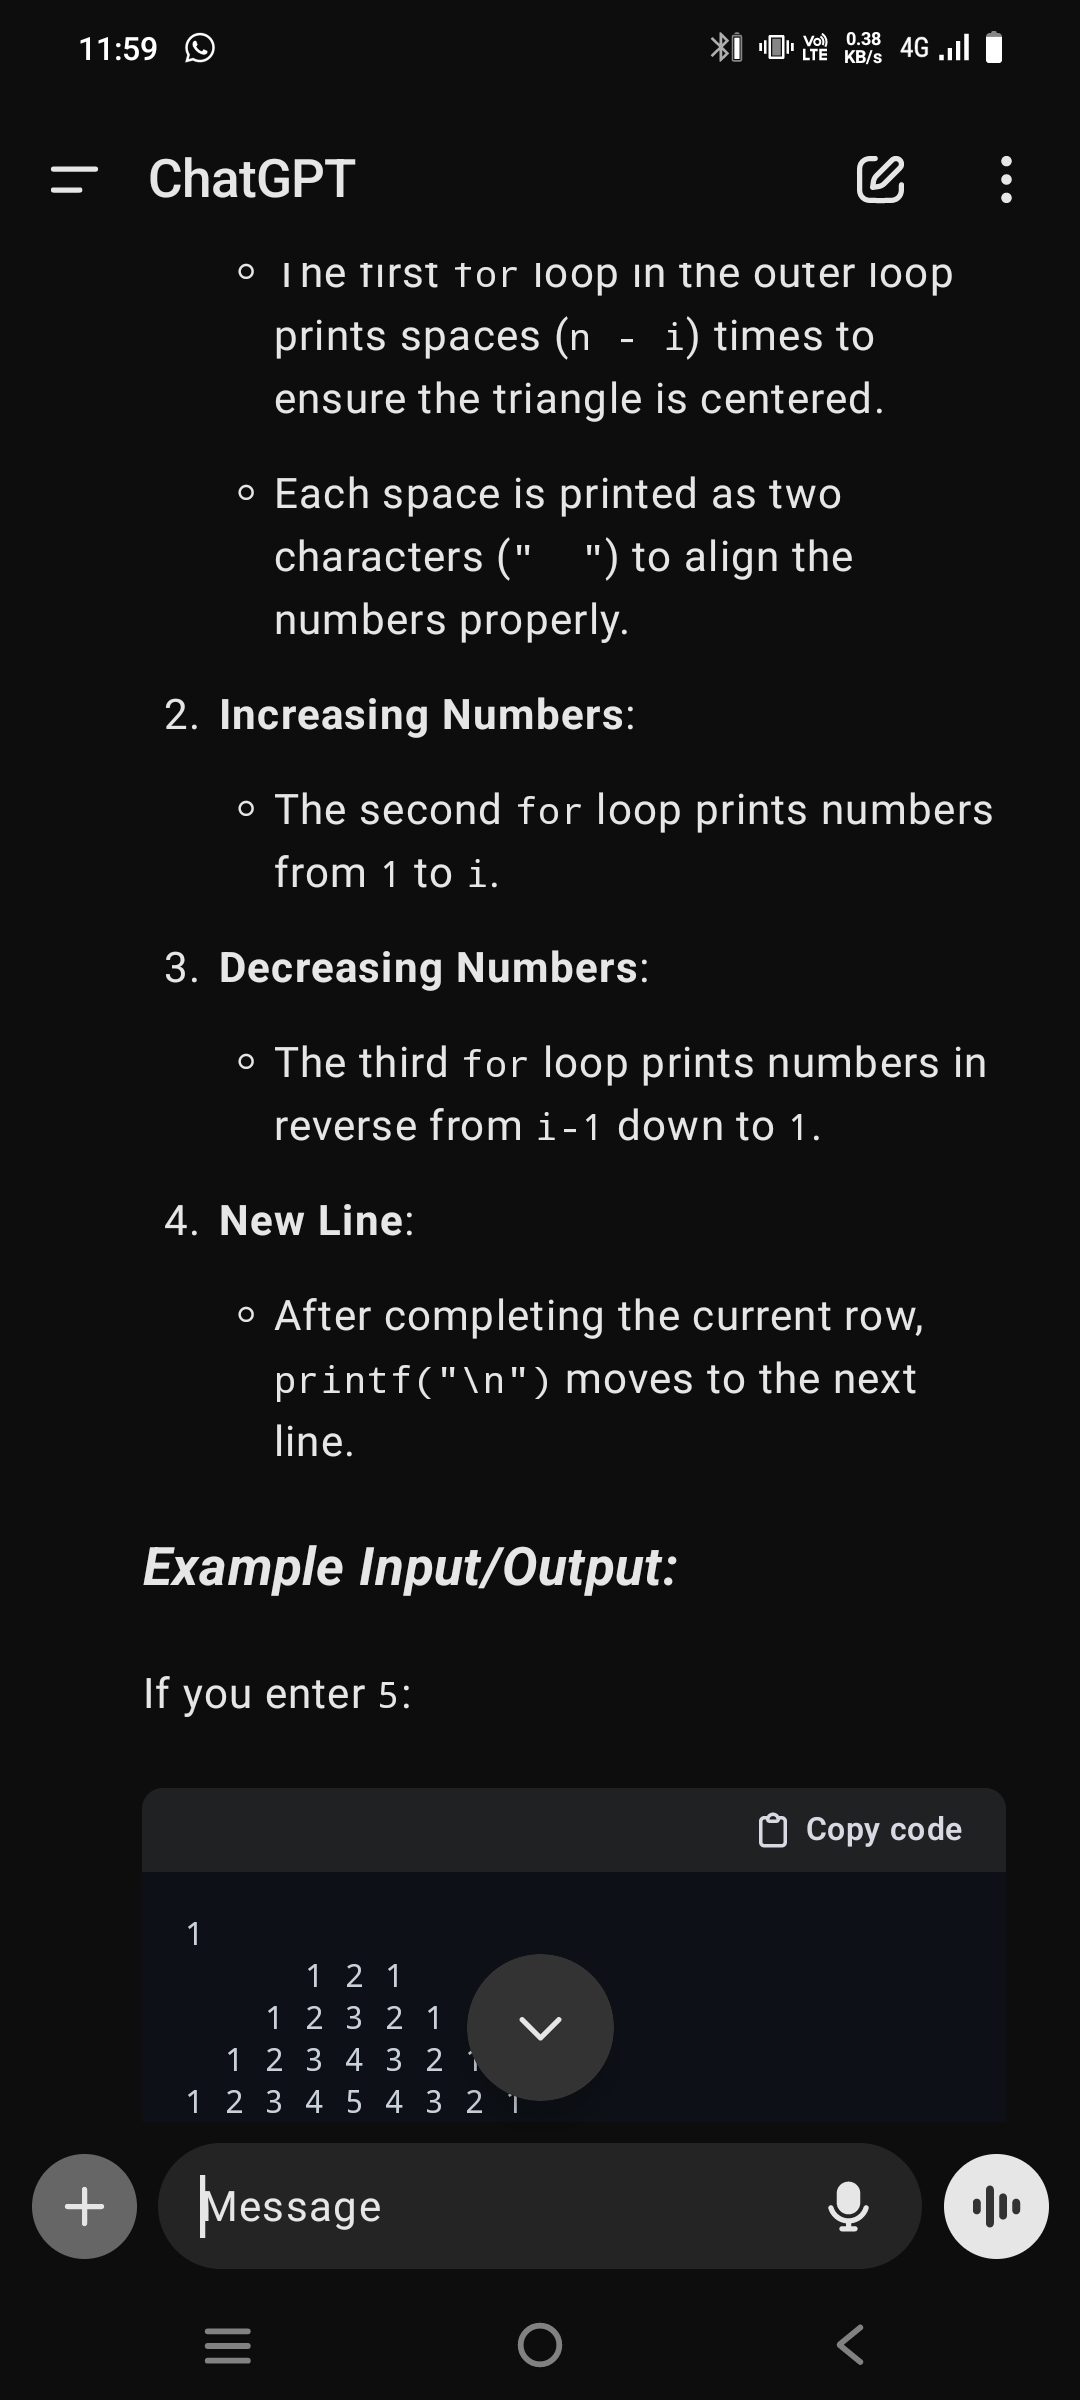 11:59
Vo)) LTE 0.38 KB/s 4G
ChatGPT
The first for loop in the outer loop
prints spaces (n - i) times to
ensure the triangle is centered.
Each space is printed as two
characters ("  ") to align the
numbers properly.
2. Increasing Numbers:
The second for loop prints numbers
from 1 to i.
3. Decreasing Numbers:
The third for loop prints numbers in
reverse from i-1 down to 1.
4. New Line:
After completing the current row,
printf("\n") moves to the next
line.
Example Input/Output:
If you enter 5:
Copy code
1
1 2 1
1 2 3 2 1
1 2 3 4 3 2 1
1 2 3 4 5 4 3 2 1
Message